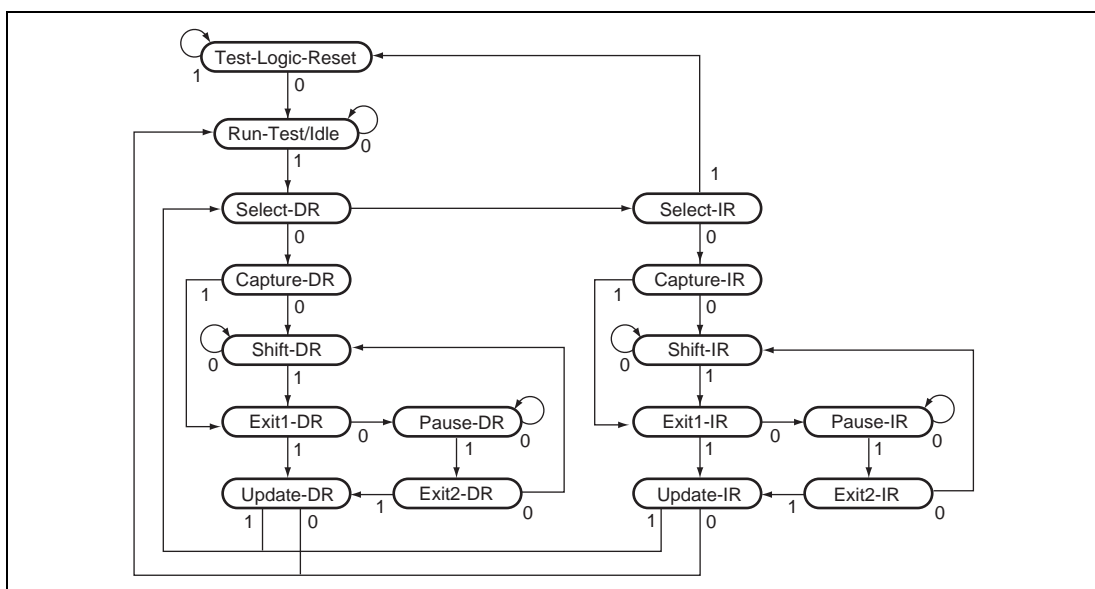 Test-Logic-Reset
1
0
Run-Test/Idle
0
1
1
Select-DR
Select-IR
0
0
Capture-DR
Capture-IR
1
0
1
0
Shift-DR
Shift-IR
0
1
0
1
Exit1-DR
Pause-DR
Exit1-IR
Pause-IR
0
0
0
0
1
1
1
1
Update-DR
Exit2-DR
Update-IR
Exit2-IR
1
0
1
0
1
0
1
0